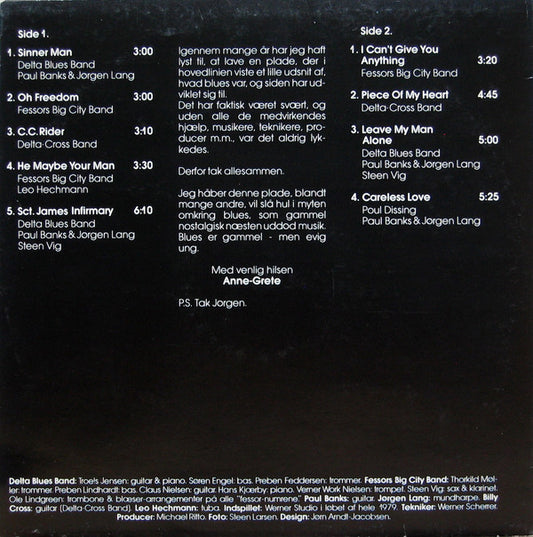 Side 1.
1. Sinner Man 3:00
Delta Blues Band
Paul Banks & Jørgen Lang
2. Oh Freedom 3:00
Fessors Big City Band
3. C.C. Rider 3:10
Delta-Cross Band
4. He Maybe Your Man 3:30
Fessors Big City Band
Leo Hechmann
5. Sct. James Infirmary 6:10
Delta Blues Band
Paul Banks & Jørgen Lang
Steen Vig
Igennem mange år har jeg haft
lyst til, at lave en plade, der i
hovedlinien viste et lille udsnit af,
hvad blues var, og siden har ud-
viklet sig til.
Det har faktisk været svært, og
uden alle de medvirkendes
hjælp, musikere, teknikere, pro-
ducer m.m., var det aldrig lyk-
kedes.
Derfor tak allesammen.
Jeg håber denne plade, blandt
mange andre, vil slå hul i myten
omkring blues, som gammel
nostalgisk næsten uddød musik.
Blues er gammel - men evig
ung.
Med venlig hilsen
Anne-Grete
P.S. Tak Jørgen.
Side 2.
1. I Can't Give You
Anything 3:20
Fessors Big City Band
2. Piece Of My Heart 4:45
Delta-Cross Band
3. Leave My Man
Alone 5:00
Delta Blues Band
Paul Banks & Jørgen Lang
Steen Vig
4. Careless Love 5:25
Poul Dissing
Paul Banks & Jørgen Lang
Delta Blues Band: Troels Jensen: guitar & piano. Søren Engel: bas. Preben Feddersen: trommer. Fessors Big City Band: Thorkild Møl-
ler: trommer. Preben Lindhardt: bas. Claus Nielsen: guitar. Hans Kjærby: piano. Verner Work Nielsen: trompet. Steen Vig: sax & klarinet.
Ole Lindgreen: trombone & blæser-arrangementer på alle "fessor-numrene." Paul Banks: guitar. Jørgen Lang: mundharpe. Billy
Cross: guitar (Delta-Cross Band). Leo Hechmann: tuba. Indspillet: Werner Studio i løbet af hele 1979. Tekniker: Werner Scherrer.
Producer: Michael Ritto. Foto: Steen Larsen. Design: Jørn Arndt-Jacobsen.